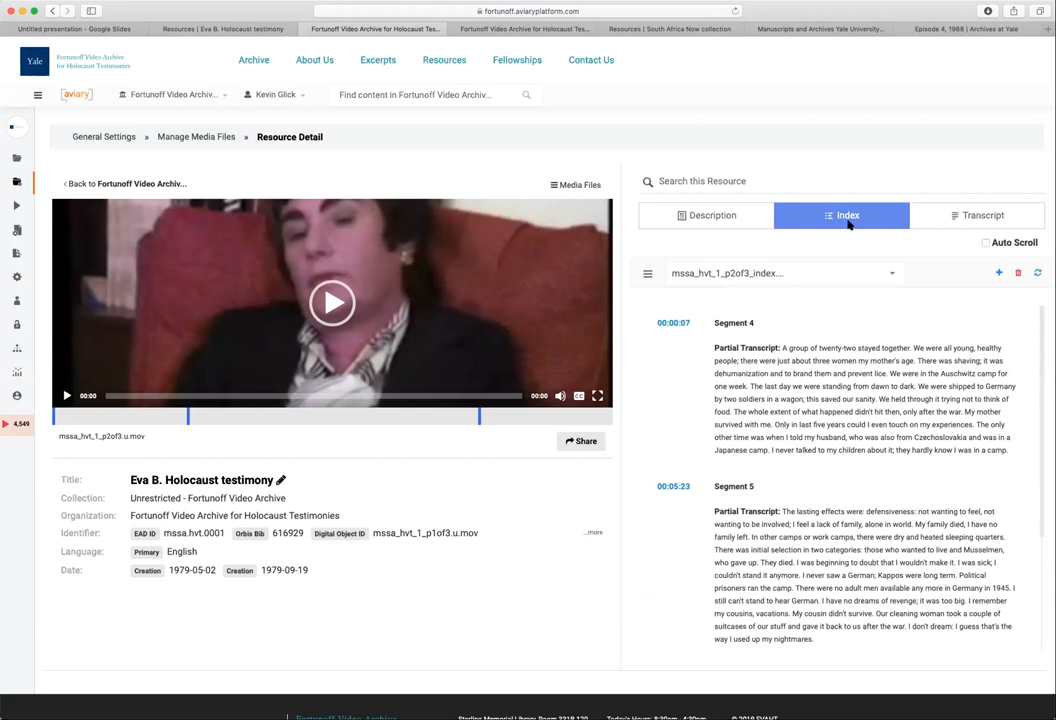 fortunoff.aviaryplatform.com
Untitled presentation – Google Slides
Resources | Eva B. Holocaust testimony
Fortunoff Video Archive for Holocaust Tes...
Fortunoff Video Archive for Holocaust Tes...
Resources | South Africa Now collection
Manuscripts and Archives Yale University...
Episode 4, 1988 | Archives at Yale
Yale
Fortunoff Video Archive
for Holocaust Testimonies
Archive
About Us
Excerpts
Resources
Fellowships
Contact Us
aviary
Fortunoff Video Archiv...
Kevin Glick
Find content in Fortunoff Video Archiv...
General Settings » Manage Media Files » Resource Detail
Back to Fortunoff Video Archiv...
Media Files
00:00
00:00
CC
mssa_hvt_1_p2of3.u.mov
Share
4,549
Title: Eva B. Holocaust testimony
Collection: Unrestricted - Fortunoff Video Archive
Organization: Fortunoff Video Archive for Holocaust Testimonies
Identifier: EAD ID mssa.hvt.0001 Orbis Bib 616929 Digital Object ID mssa_hvt_1_p1of3.u.mov ...more
Language: Primary English
Date: Creation 1979-05-02 Creation 1979-09-19
Search this Resource
Description
Index
Transcript
Auto Scroll
mssa_hvt_1_p2of3_index....
00:00:07 Segment 4
Partial Transcript: A group of twenty-two stayed together. We were all young, healthy
people; there were just about three women my mother's age. There was shaving; it was
dehumanization and to brand them and prevent lice. We were in the Auschwitz camp for
one week. The last day we were standing from dawn to dark. We were shipped to Germany
by two soldiers in a wagon; this saved our sanity. We held through it trying not to think of
food. The whole extent of what happened didn't hit then, only after the war. My mother
survived with me. Only in last five years could I even touch on my experiences. The only
other time was when I told my husband, who was also from Czechoslovakia and was in a
Japanese camp. I never talked to my children about it; they hardly know I was in a camp.
00:05:23 Segment 5
Partial Transcript: The lasting effects were: defensiveness: not wanting to feel, not
wanting to be involved; I feel a lack of family, alone in world. My family died, I have no
family left. In other camps or work camps, there were dry and heated sleeping quarters.
There was initial selection in two categories: those who wanted to live and Musselmen,
who gave up. They died. I was beginning to doubt that I wouldn't make it. I was sick; I
couldn't stand it anymore. I never saw a German; Kappos were long term. Political
prisoners ran the camp. There were no adult men available any more in Germany in 1945. I
still can't stand to hear German. I have no dreams of revenge; it was too big. I remember
my cousins, vacations. My cousin didn't survive. Our cleaning woman took a couple of
suitcases of our stuff and gave it back to us after the war. I don't dream: I guess that's the
way I used up my nightmares.